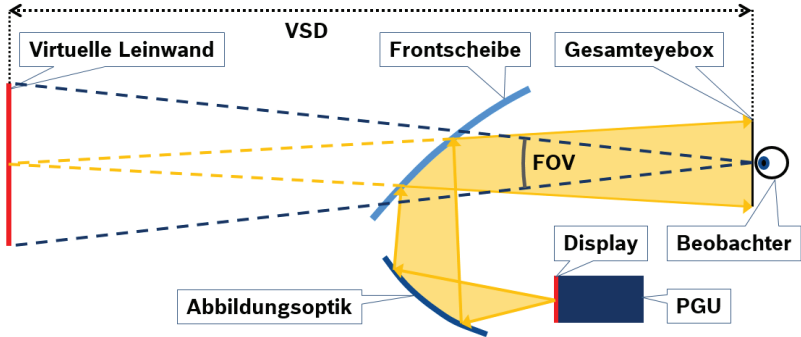 VSD
Virtuelle Leinwand
Frontscheibe
Gesamteyebox
FOV
Display
Beobachter
Abbildungsoptik
PGU